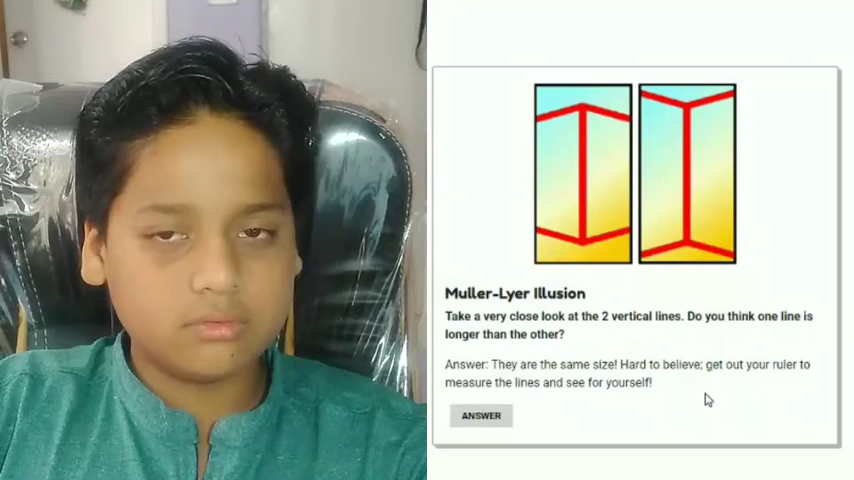 Muller-Lyer Illusion
Take a very close look at the 2 vertical lines. Do you think one line is
longer than the other?
Answer: They are the same size! Hard to believe; get out your ruler to
measure the lines and see for yourself!
ANSWER